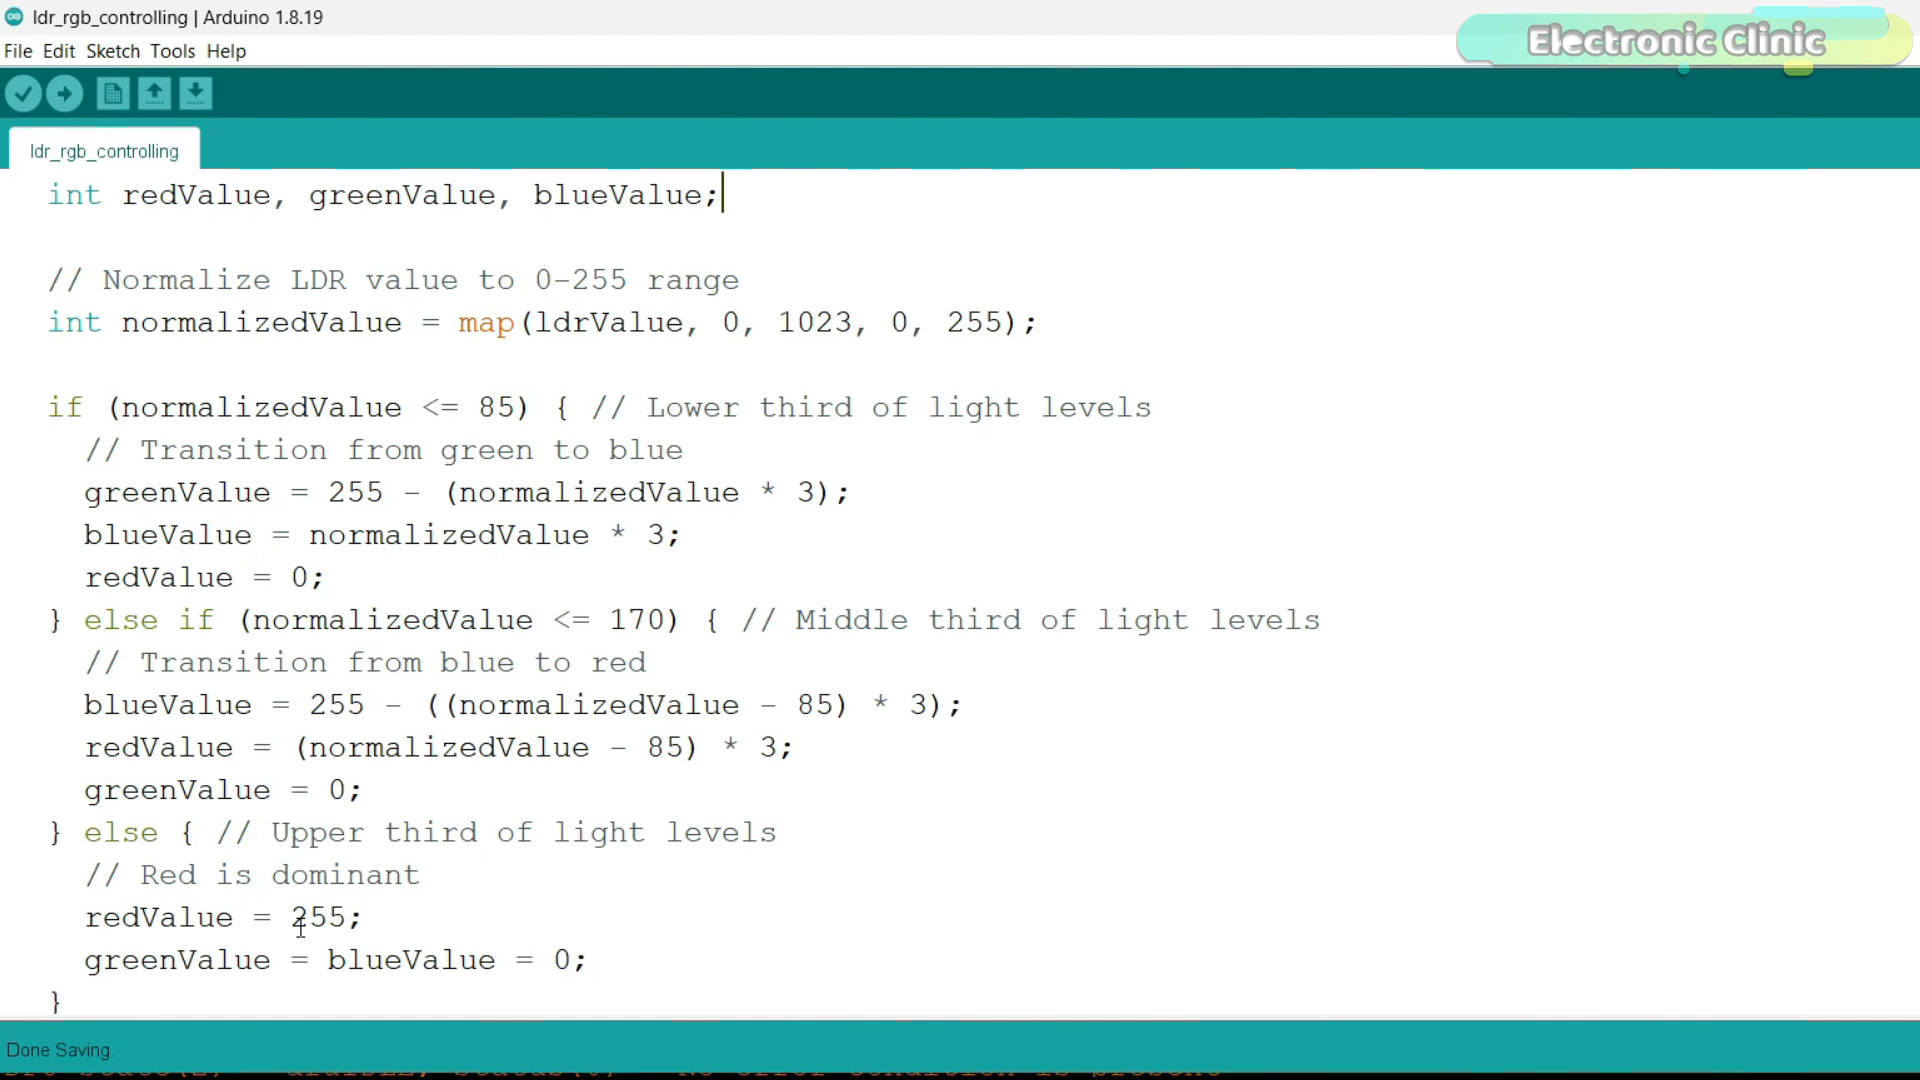 ldr_rgb_controlling | Arduino 1.8.19
Electronic Clinic
File Edit Sketch Tools Help
ldr_rgb_controlling
int redValue, greenValue, blueValue;
// Normalize LDR value to 0-255 range
int normalizedValue = map(ldrValue, 0, 1023, 0, 255);
if (normalizedValue <= 85) { // Lower third of light levels
// Transition from green to blue
greenValue = 255 - (normalizedValue * 3);
blueValue = normalizedValue * 3;
redValue = 0;
} else if (normalizedValue <= 170) { // Middle third of light levels
// Transition from blue to red
blueValue = 255 - ((normalizedValue - 85) * 3);
redValue = (normalizedValue - 85) * 3;
greenValue = 0;
} else { // Upper third of light levels
// Red is dominant
redValue = 255;
greenValue = blueValue = 0;
}
Done Saving.